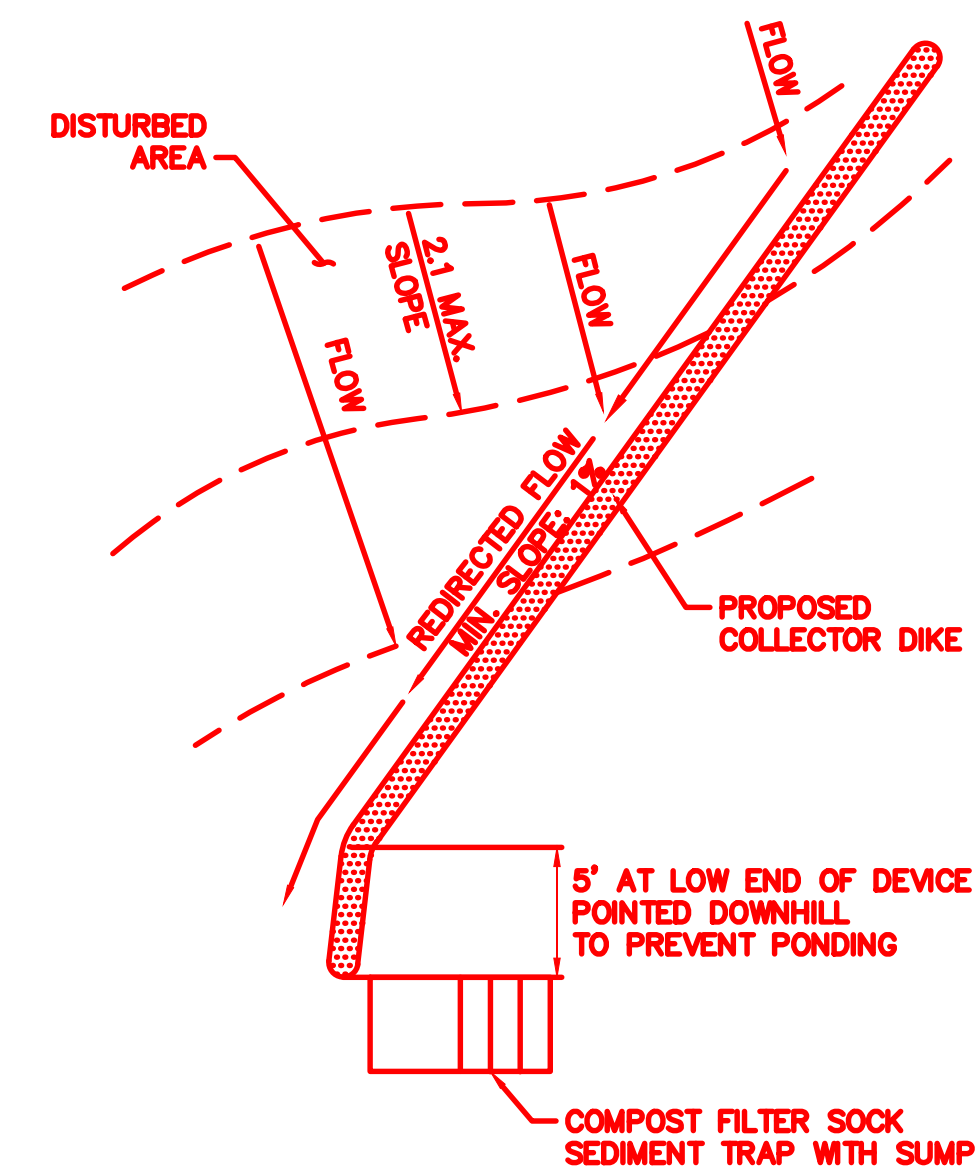 FLOW
DISTURBED
AREA
2.1 MAX.
SLOPE
FLOW
FLOW
REDIRECTED FLOW
MIN. SLOPE: 1%
PROPOSED
COLLECTOR DIKE
5' AT LOW END OF DEVICE
POINTED DOWNHILL
TO PREVENT PONDING
COMPOST FILTER SOCK
SEDIMENT TRAP WITH SUMP